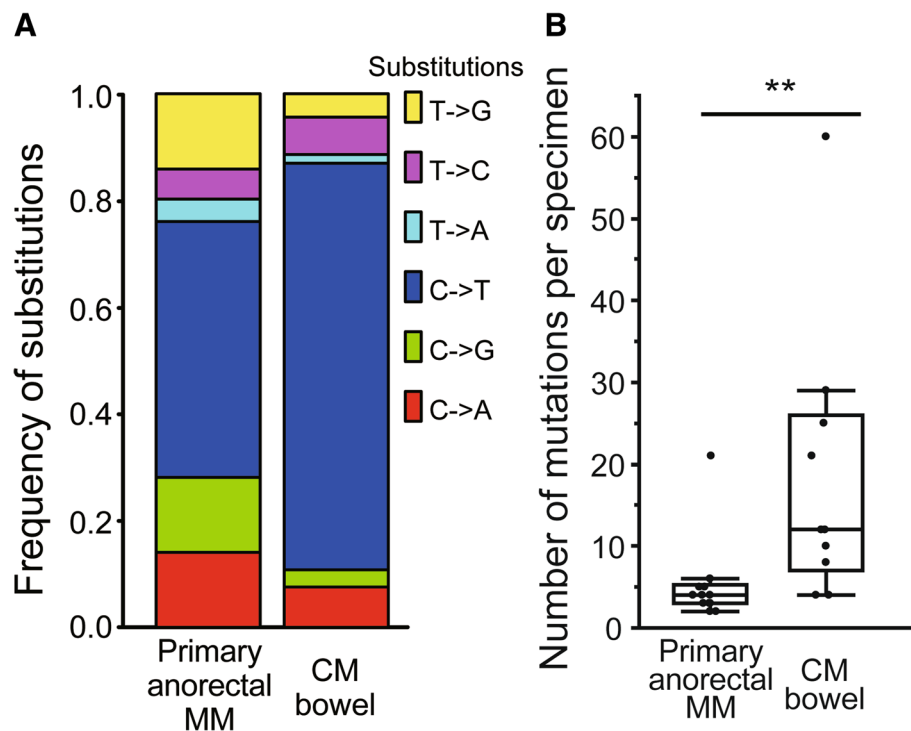 A
Frequency of substitutions
1.0
0.8
0.6
0.4
0.2
0.0
Primary
anorectal
MM
CM
bowel
Substitutions
T->G
T->C
T->A
C->T
C->G
C->A
B
Number of mutations per specimen
60
50
40
30
20
10
0
**
Primary
anorectal
MM
CM
bowel